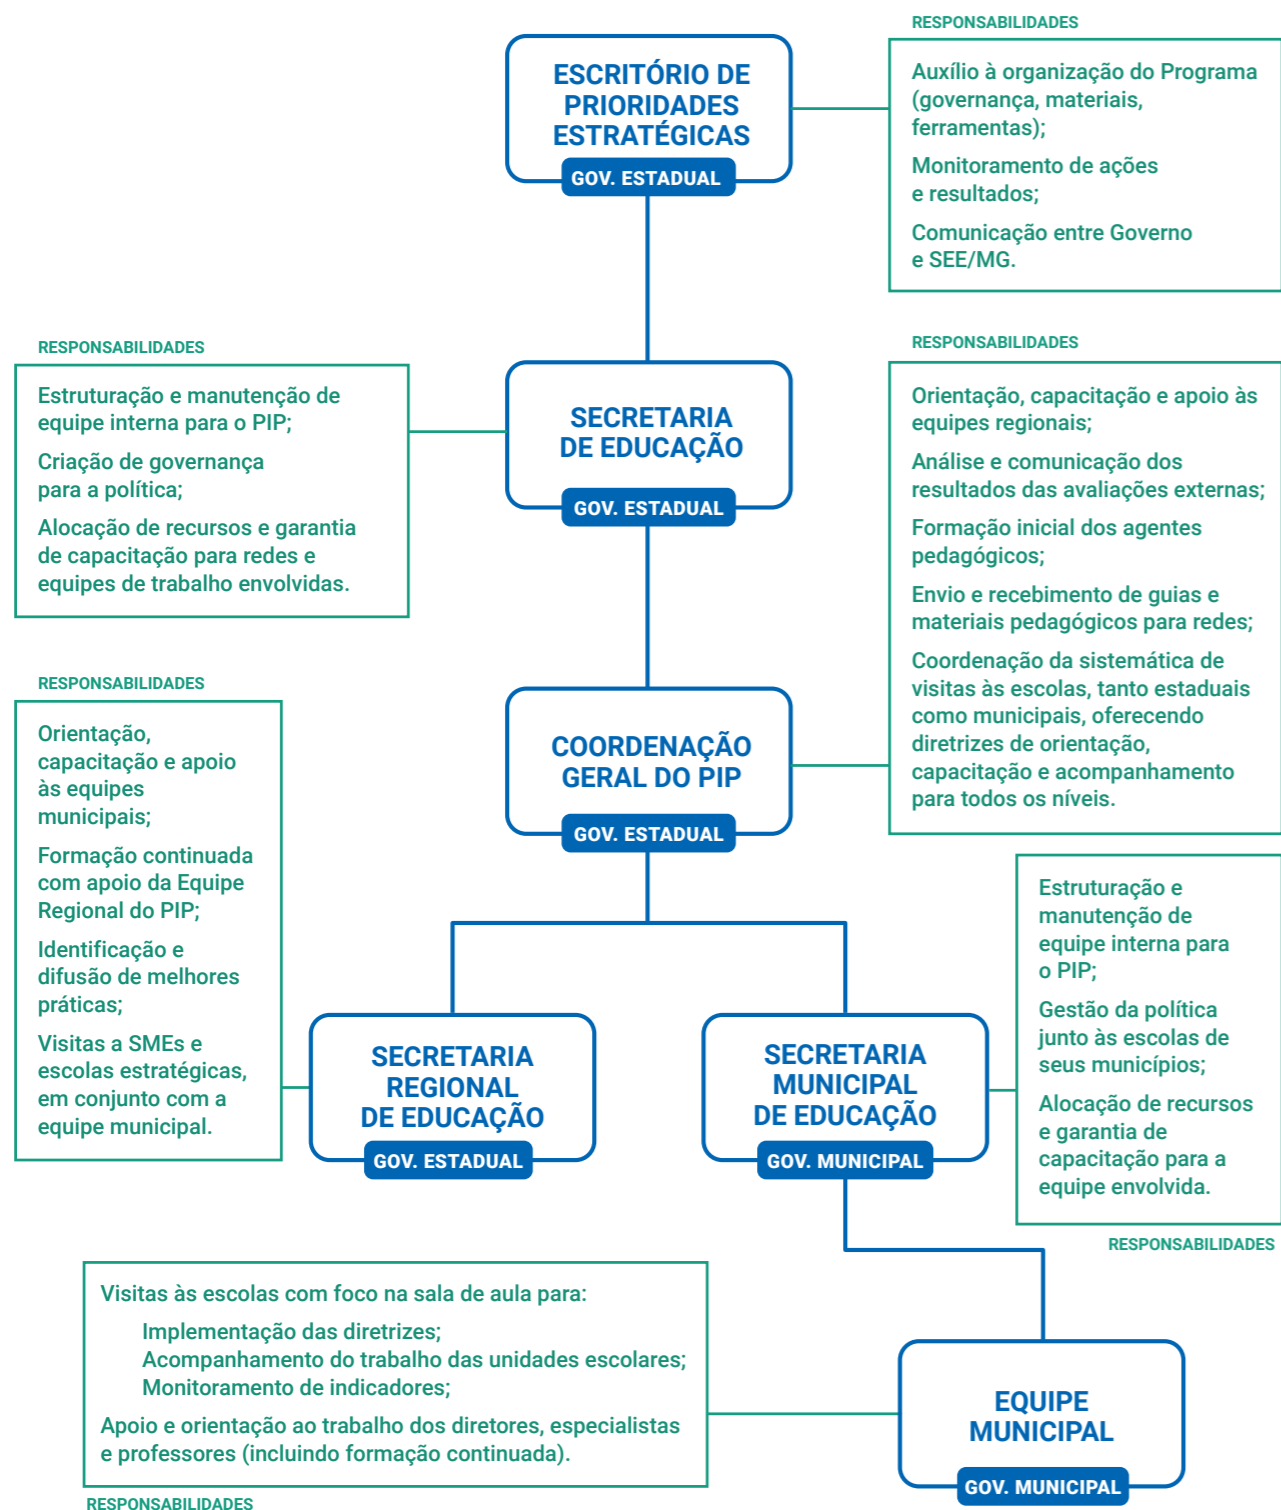 RESPONSABILIDADES
ESCRITÓRIO DE
PRIORIDADES
ESTRATÉGICAS
GOV. ESTADUAL
Auxílio à organização do Programa
(governança, materiais,
ferramentas);
Monitoramento de ações
e resultados;
Comunicação entre Governo
e SEE/MG.
RESPONSABILIDADES
Estruturação e manutenção de
equipe interna para o PIP;
Criação de governança
para a política;
Alocação de recursos e garantia
de capacitação para redes e
equipes de trabalho envolvidas.
SECRETARIA
DE EDUCAÇÃO
GOV. ESTADUAL
RESPONSABILIDADES
Orientação, capacitação e apoio às
equipes regionais;
Análise e comunicação dos
resultados das avaliações externas;
Formação inicial dos agentes
pedagógicos;
Envio e recebimento de guias e
materiais pedagógicos para redes;
Coordenação da sistemática de
visitas às escolas, tanto estaduais
como municipais, oferecendo
diretrizes de orientação,
capacitação e acompanhamento
para todos os níveis.
COORDENAÇÃO
GERAL DO PIP
GOV. ESTADUAL
RESPONSABILIDADES
Orientação,
capacitação e apoio
às equipes
municipais;
Formação continuada
com apoio da Equipe
Regional do PIP;
Identificação e
difusão de melhores
práticas;
Visitas a SMEs e
escolas estratégicas,
em conjunto com a
equipe municipal.
SECRETARIA
REGIONAL
DE EDUCAÇÃO
GOV. ESTADUAL
SECRETARIA
MUNICIPAL
DE EDUCAÇÃO
GOV. MUNICIPAL
Estruturação e
manutenção de
equipe interna para
o PIP;
Gestão da política
junto às escolas de
seus municípios;
Alocação de recursos
e garantia de
capacitação para a
equipe envolvida.
RESPONSABILIDADES
Visitas às escolas com foco na sala de aula para:
Implementação das diretrizes;
Acompanhamento do trabalho das unidades escolares;
Monitoramento de indicadores;
Apoio e orientação ao trabalho dos diretores, especialistas
e professores (incluindo formação continuada).
RESPONSABILIDADES
EQUIPE
MUNICIPAL
GOV. MUNICIPAL